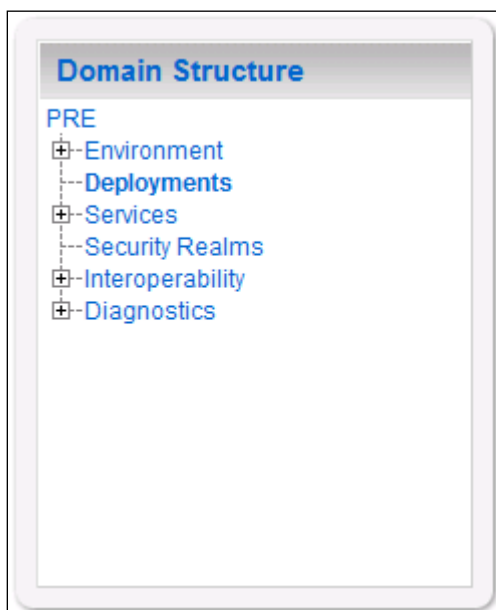 Domain Structure
PRE
Environment
Deployments
Services
Security Realms
Interoperability
Diagnostics